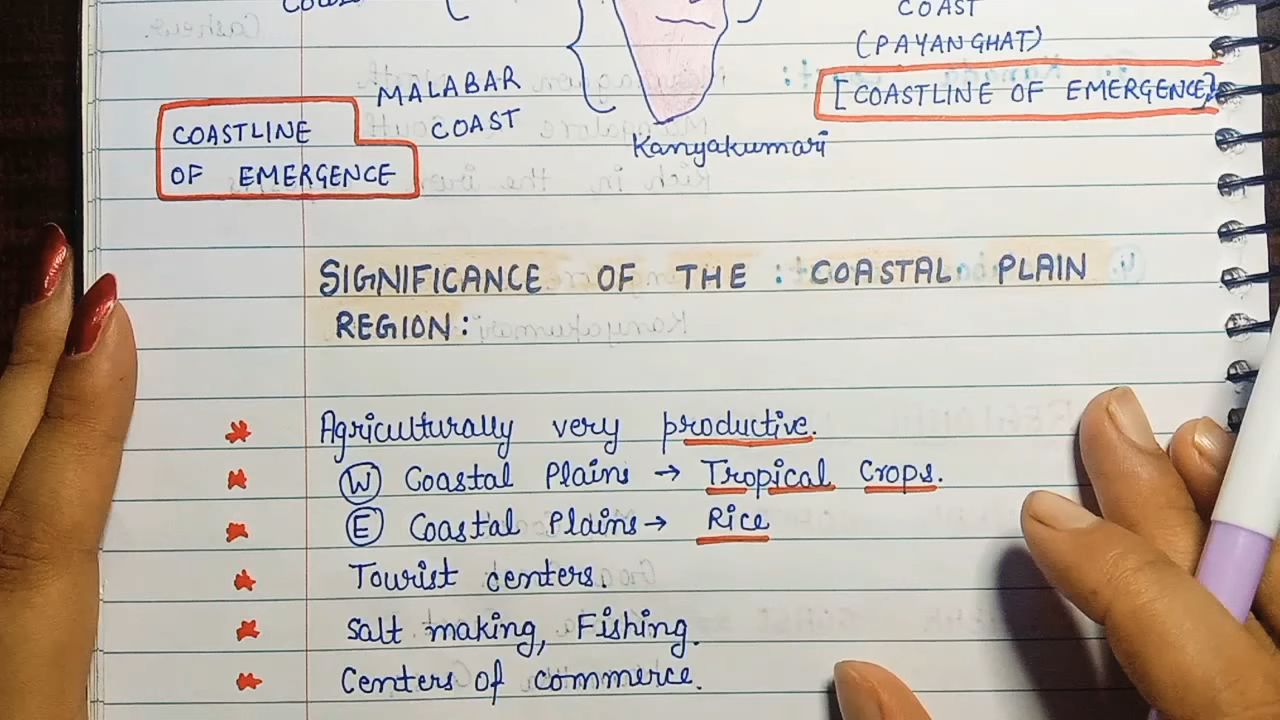 COAST
(PAYANGHAT)
[COASTLINE OF EMERGENCE]
MALABAR
COAST
COASTLINE
OF EMERGENCE
Kanyakumari
SIGNIFICANCE OF THE : COASTAL PLAIN
REGION:
Agriculturally very productive.
(W) Coastal Plains → Tropical Crops.
(E) Coastal Plains → Rice
Tourist centers.
Salt making, Fishing.
Centers of commerce.